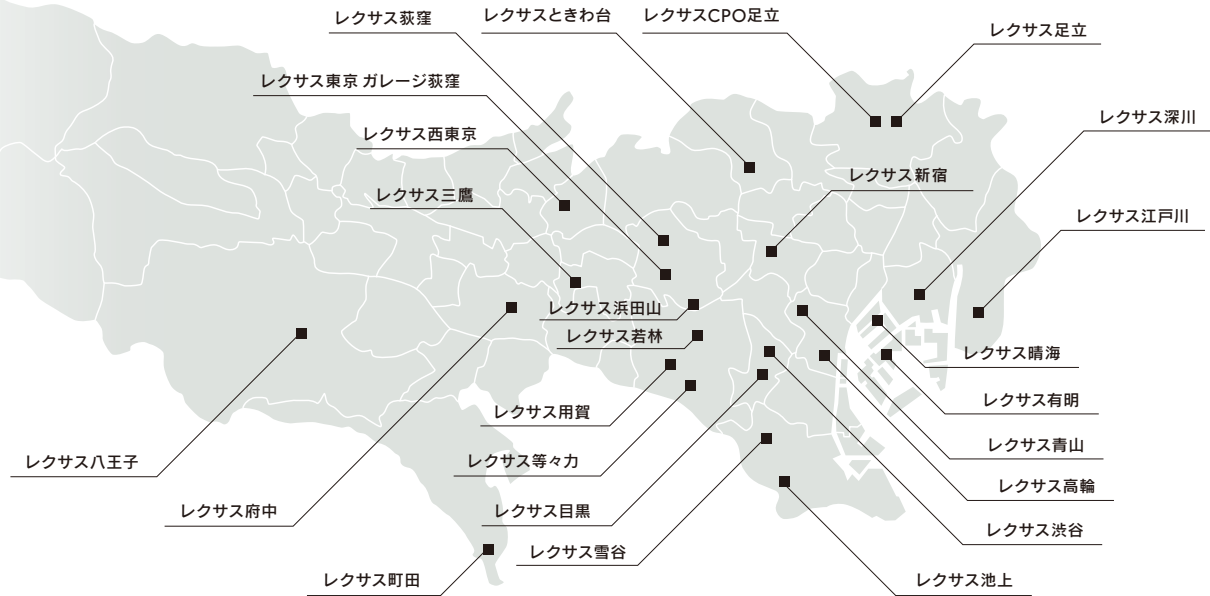 レクサス荻窪
レクサスときわ台
レクサスCPO足立
レクサス足立
レクサス東京 ガレージ荻窪
レクサス深川
レクサス西東京
レクサス新宿
レクサス三鷹
レクサス江戸川
レクサス浜田山
レクサス若林
レクサス晴海
レクサス有明
レクサス用賀
レクサス青山
レクサス八王子
レクサス等々力
レクサス高輪
レクサス府中
レクサス目黒
レクサス渋谷
レクサス雪谷
レクサス町田
レクサス池上